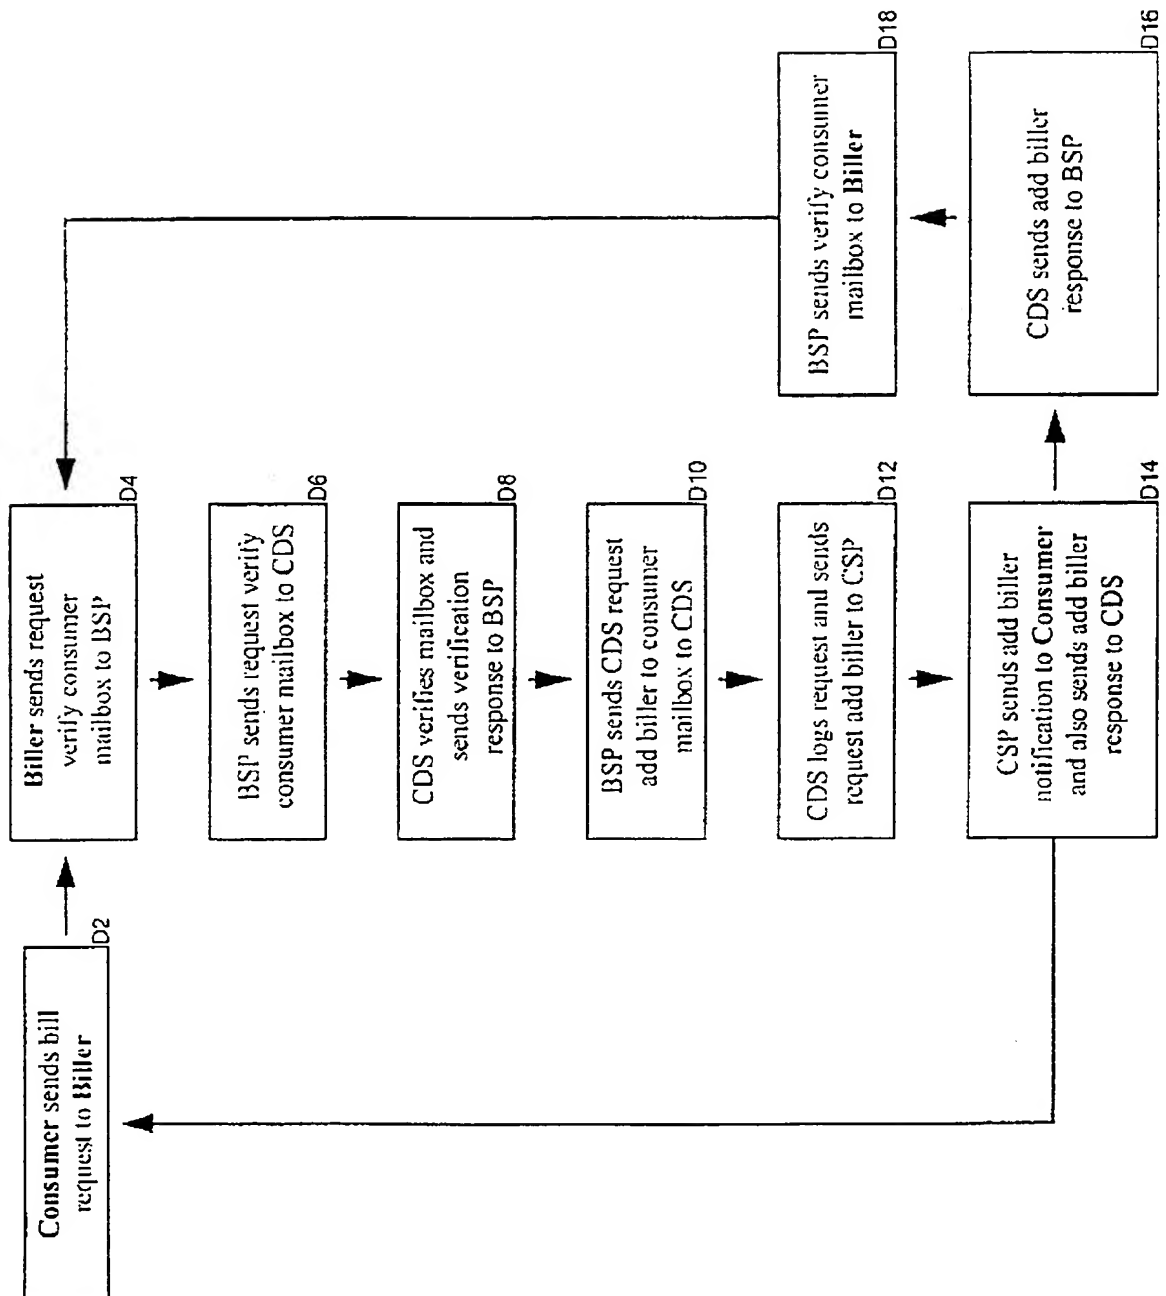 Consumer sends bill
request to Biller
D2
Biller sends request
verify consumer
mailbox to BSP
D4
BSP sends request verify
consumer mailbox to CDS
D6
CDS verifies mailbox and
sends verification
response to BSP
D8
BSP sends CDS request
add biller to consumer
mailbox to CDS
D10
CDS logs request and sends
request add biller to CSP
D12
CSP sends add biller
notification to Consumer
and also sends add biller
response to CDS
D14
CDS sends add biller
response to BSP
D16
BSP sends verify consumer
mailbox to Biller
D18